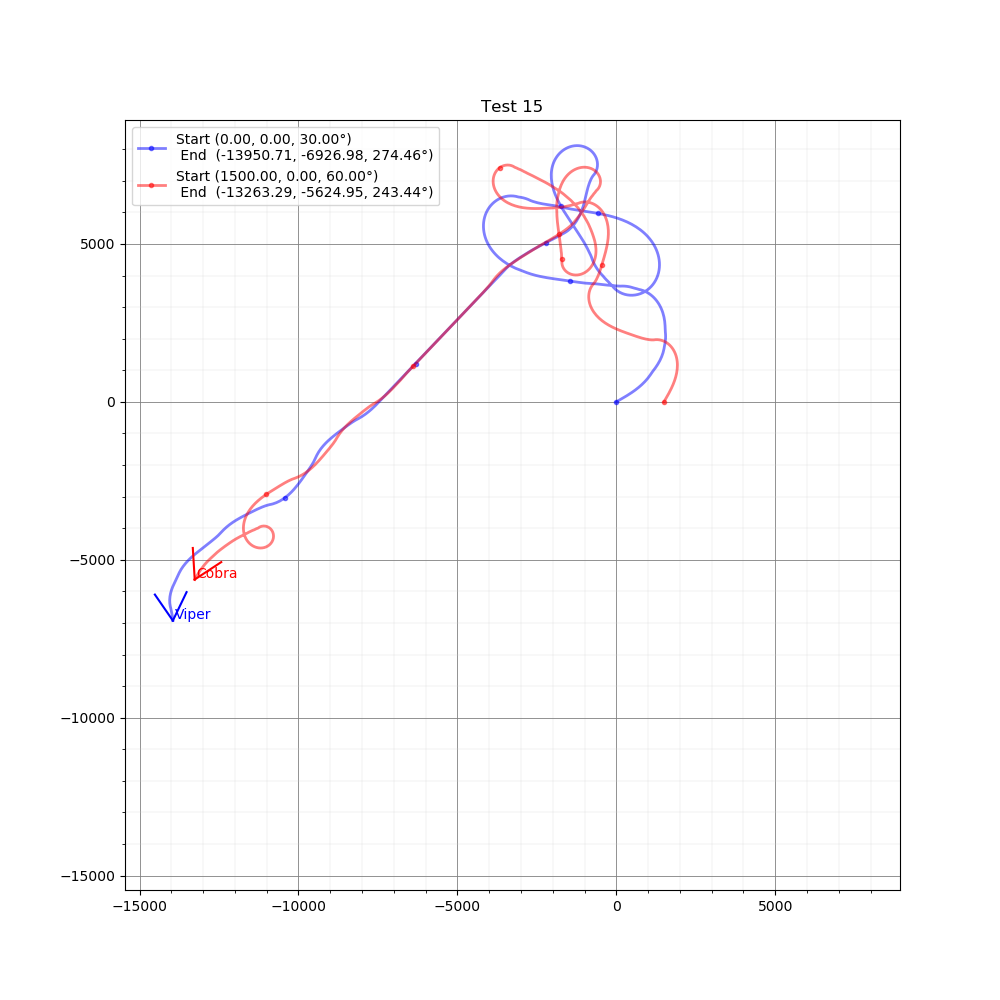 Test 15
Start (0.00, 0.00, 30.00°)
End  (-13950.71, -6926.98, 274.46°)
Start (1500.00, 0.00, 60.00°)
End  (-13263.29, -5624.95, 243.44°)
5000
0
−5000
−10000
−15000
Cobra
Viper
−15000
−10000
−5000
0
5000